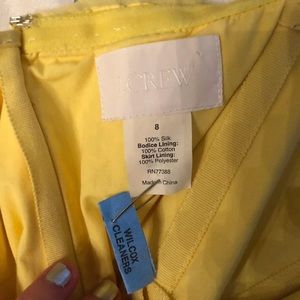 J.CREW
8
100% Silk
Bodice Lining:
100% Cotton
Skirt Lining:
100% Polyester
RN77388
Made in China
WILCOX
CLEANERS